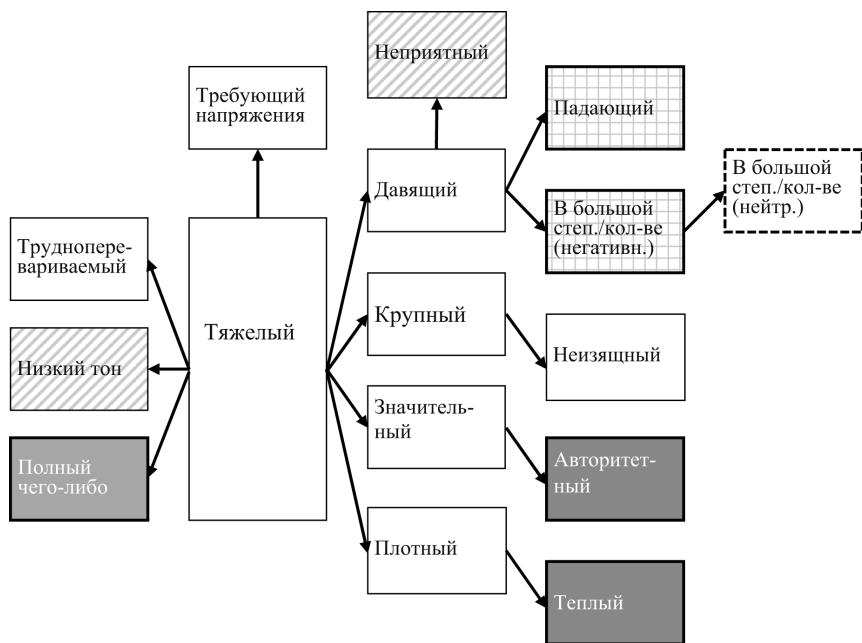 Неприятный
Требующий
напряжения
Падающий
Давящий
В большой
степ./кол-ве
(нейтр.)
В большой
степ./кол-ве
(негативн.)
Труднопере-
вариваемый
Тяжелый
Крупный
Низкий тон
Неизящный
Значитель-
ный
Полный
чего-либо
Авторитет-
ный
Плотный
Теплый